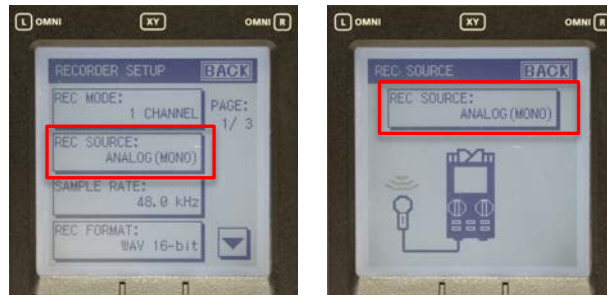 L OMNI XY OMNI R
RECORDER SETUP BACK
REC MODE:
1 CHANNEL
PAGE:
1/ 3
REC SOURCE:
ANALOG(MONO)
SAMPLE RATE:
48.0 kHz
REC FORMAT:
WAV 16-bit
L OMNI XY OMNI R
REC SOURCE BACK
REC SOURCE:
ANALOG(MONO)